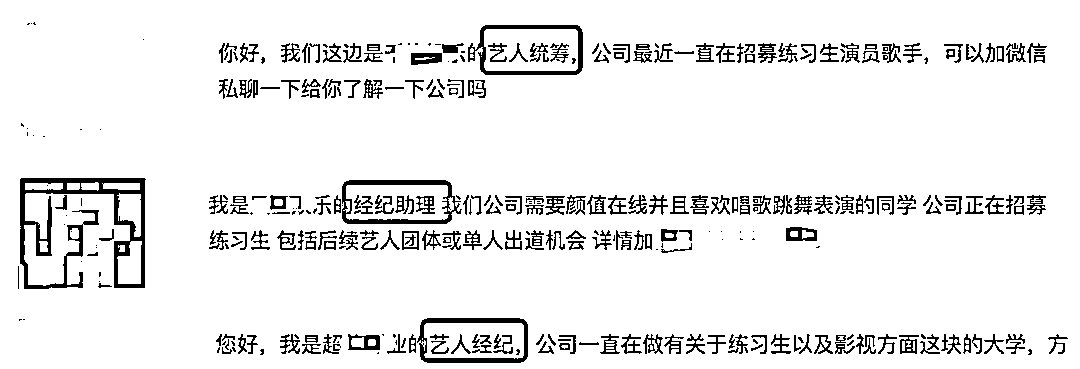 你好，我们这边是乐的艺人统筹，公司最近一直在招募练习生演员歌手，可以加微信
私聊一下给你了解一下公司吗
我是乐的经纪助理 我们公司需要颜值在线并且喜欢唱歌跳舞表演的同学 公司正在招募
练习生 包括后续艺人团体或单人出道机会 详情加
您好，我是超业的艺人经纪，公司一直在做有关于练习生以及影视方面这块的大学，方